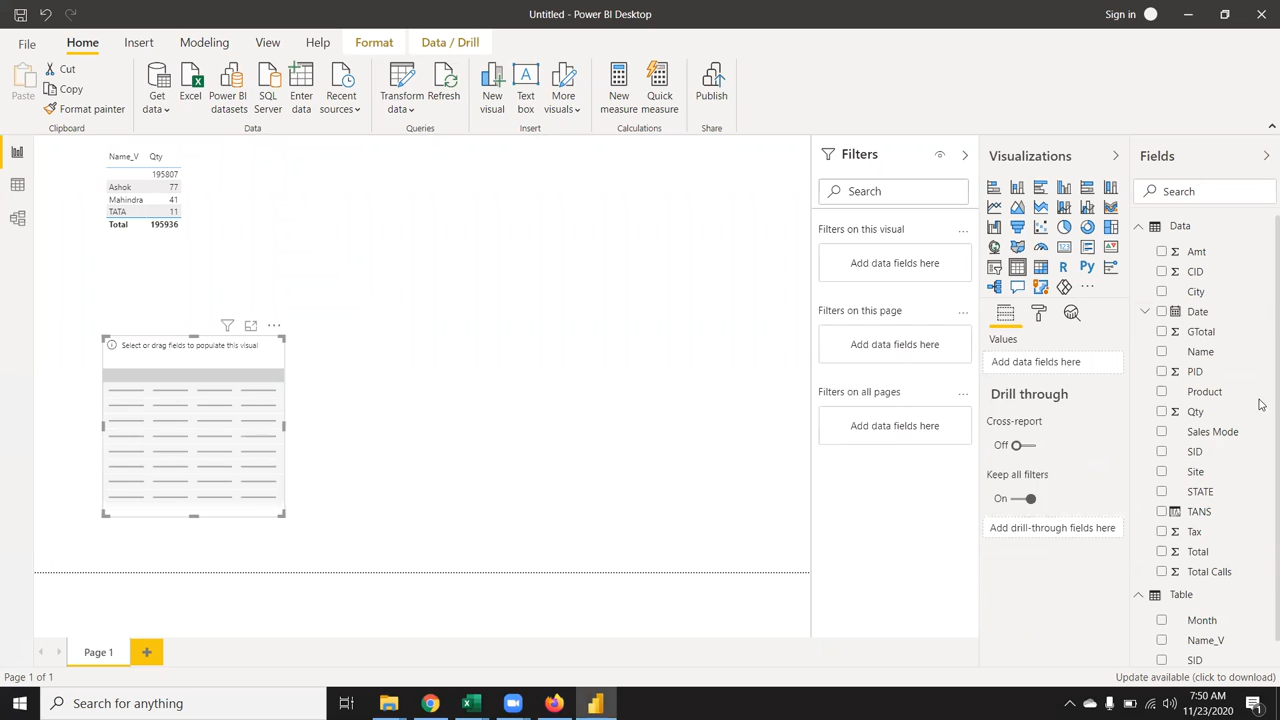 Untitled - Power BI Desktop
Sign in
File
Home
Insert
Modeling
View
Help
Format
Data / Drill
Paste
Cut
Copy
Format painter
Clipboard
Get data
Excel
Power BI datasets
SQL Server
Enter data
Recent sources
Data
Transform data
Refresh
Queries
New visual
Text box
More visuals
Insert
New measure
Quick measure
Calculations
Publish
Share
Name_V Qty
195807
Ashok 77
Mahindra 41
TATA 11
Total 195936
Select or drag fields to populate this visual
Filters
Search
Filters on this visual
Add data fields here
Filters on this page
Add data fields here
Filters on all pages
Add data fields here
Visualizations
Values
Add data fields here
Drill through
Cross-report
Off
Keep all filters
On
Add drill-through fields here
Fields
Search
Data
Amt
CID
City
Date
GTotal
Name
PID
Product
Qty
Sales Mode
SID
Site
STATE
TANS
Tax
Total
Total Calls
Table
Month
Name_V
SID
Page 1
Page 1 of 1
Update available (click to download)
Search for anything
7:50 AM
11/23/2020